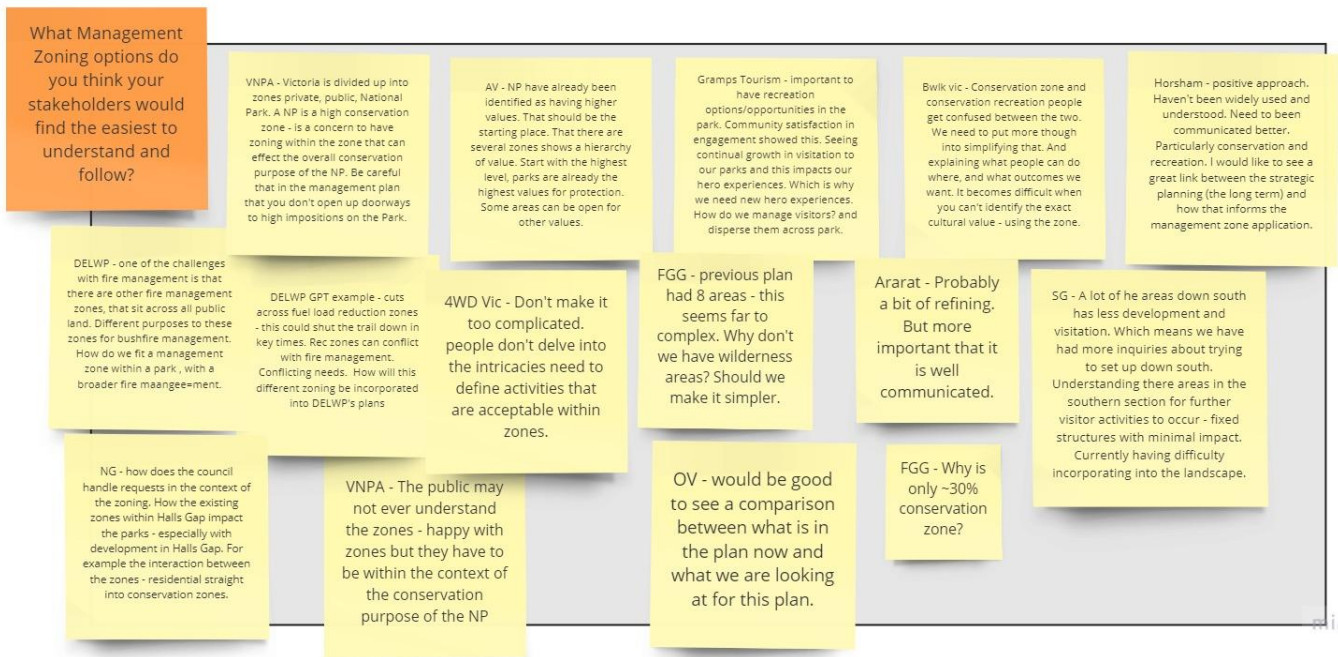 What Management
Zoning options do
you think your
stakeholders would
find the easiest to
understand and
follow?
VNPA - Victoria is divided up into
zones private, public, National
Park. A NP is a high conservation
zone - is a concern to have
zoning within the zone that can
effect the overall conservation
purpose of the NP. Be careful
that in the management plan
that you don't open up doorways
to high impositions on the Park.
AV - NP have already been
identified as having higher
values. That should be the
starting place. That there are
several zones shows a hierarchy
of value. Start with the highest
level, parks are already the
highest values for protection.
Some areas can be open for
other values.
Gramps Tourism - important to
have recreation
options/opportunities in the
park. Community satisfaction in
engagement showed this. Seeing
continual growth in visitation to
our parks and this impacts our
hero experiences. Which is why
we need new hero experiences.
How do we manage visitors? and
disperse them across park.
Bwlk vic - Conservation zone and
conservation recreation people
get confused between the two.
We need to put more though
into simplifying that. And
explaining what people can do
where, and what outcomes we
want. It becomes difficult when
you can't identify the exact
cultural value - using the zone.
Horsham - positive approach.
Haven't been widely used and
understood. Need to been
communicated better.
Particularly conservation and
recreation. I would like to see a
great link between the strategic
planning (the long term) and
how that informs the
management zone application.
DELWP - one of the challenges
with fire management is that
there are other fire management
zones, that sit across all public
land. Different purposes to these
zones for bushfire management.
How do we fit a management
zone within a park , with a
broader fire maangee=ment.
DELWP GPT example - cuts
across fuel load reduction zones
- this could shut the trail down in
key times. Rec zones can conflict
with fire management.
Conflicting needs. How will this
different zoning be incorporated
into DELWP's plans
4WD Vic - Don't make it
too complicated.
people don't delve into
the intricacies need to
define activities that
are acceptable within
zones.
FGG - previous plan
had 8 areas - this
seems far to
complex. Why don't
we have wilderness
areas? Should we
make it simpler.
Ararat - Probably
a bit of refining.
But more
important that it
is well
communicated.
SG - A lot of he areas down south
has less development and
visitation. Which means we have
had more inquiries about trying
to set up down south.
Understanding there areas in the
southern section for further
visitor activities to occur - fixed
structures with minimal impact.
Currently having difficulty
incorporating into the landscape.
NG - how does the council
handle requests in the context of
the zoning. How the existing
zones within Halls Gap impact
the parks - especially with
development in Halls Gap. For
example the interaction between
the zones - residential straight
into conservation zones.
VNPA - The public may
not ever understand
the zones - happy with
zones but they have to
be within the context of
the conservation
purpose of the NP
OV - would be good
to see a comparison
between what is in
the plan now and
what we are looking
at for this plan.
FGG - Why is
only ~30%
conservation
zone?